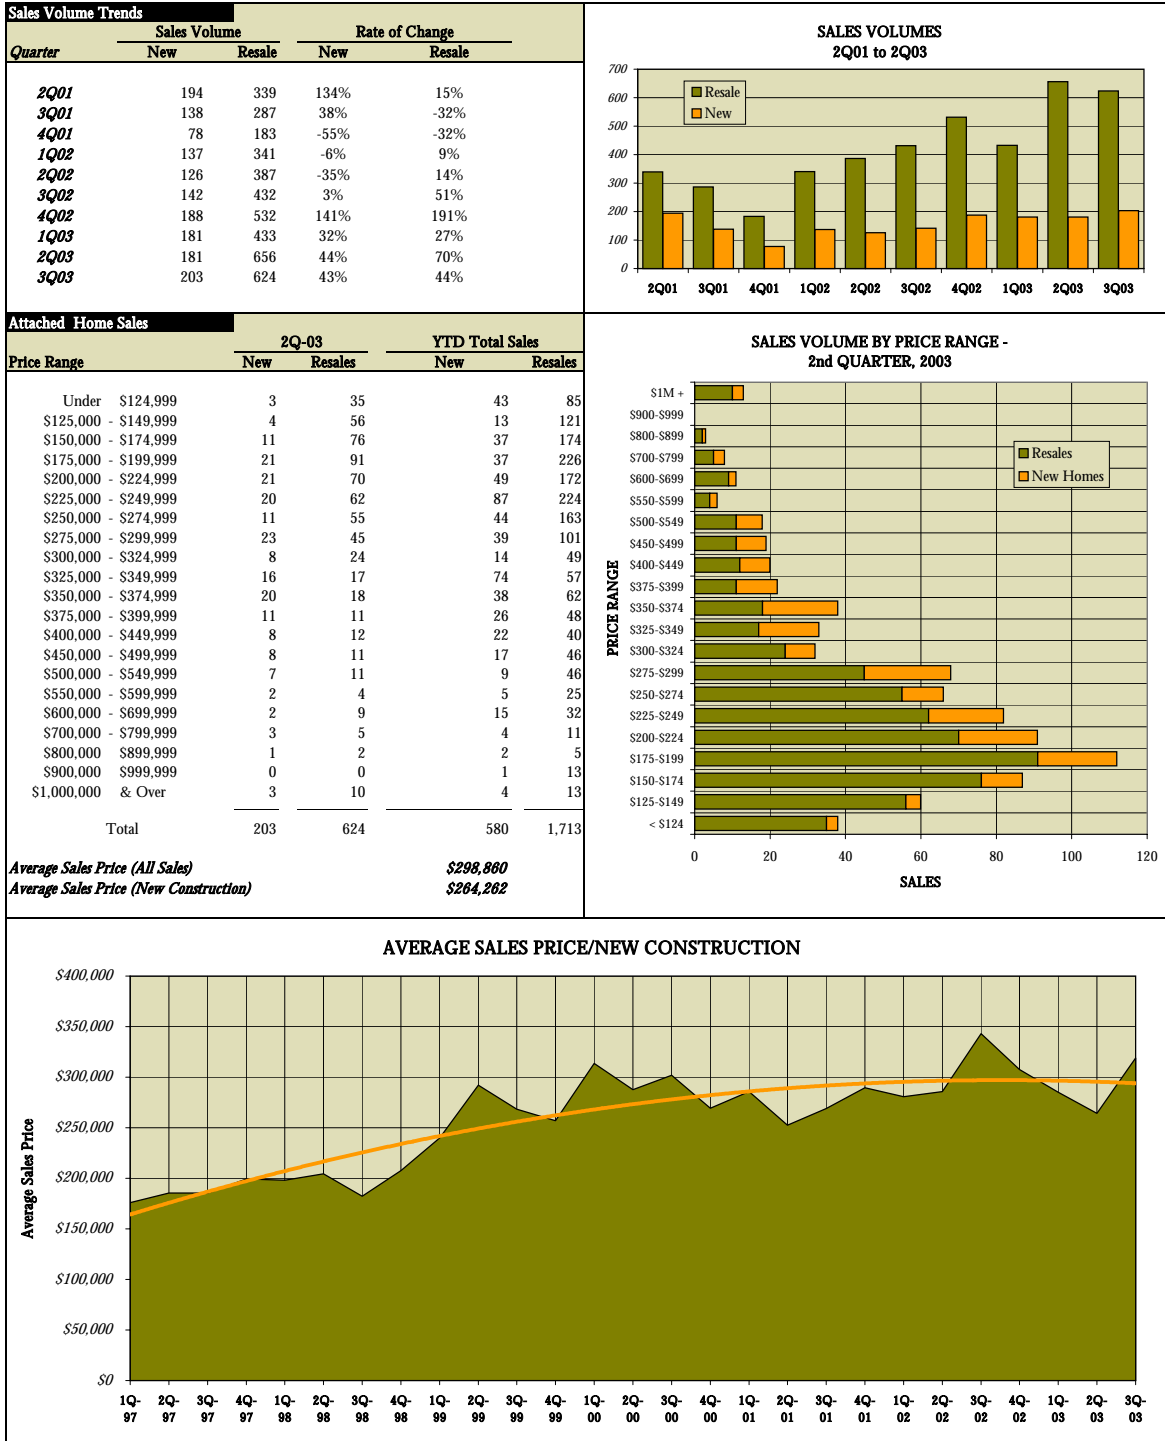 Sales Volume Trends
Sales Volume Rate of Change
Quarter New Resale New Resale
2Q01 194 339 134% 15%
3Q01 138 287 38% -32%
4Q01 78 183 -55% -32%
1Q02 137 341 -6% 9%
2Q02 126 387 -35% 14%
3Q02 142 432 3% 51%
4Q02 188 532 141% 191%
1Q03 181 433 32% 27%
2Q03 181 656 44% 70%
3Q03 203 624 43% 44%
SALES VOLUMES
2Q01 to 2Q03
700
600
500
400
300
200
100
0
Resale
New
2Q01 3Q01 4Q01 1Q02 2Q02 3Q02 4Q02 1Q03 2Q03 3Q03
Attached Home Sales
2Q-03 YTD Total Sales
Price Range New Resales New Resales
Under $124,999 3 35 43 85
$125,000 - $149,999 4 56 13 121
$150,000 - $174,999 11 76 37 174
$175,000 - $199,999 21 91 37 226
$200,000 - $224,999 21 70 49 172
$225,000 - $249,999 20 62 87 224
$250,000 - $274,999 11 55 44 163
$275,000 - $299,999 23 45 39 101
$300,000 - $324,999 8 24 14 49
$325,000 - $349,999 16 17 74 57
$350,000 - $374,999 20 18 38 62
$375,000 - $399,999 11 11 26 48
$400,000 - $449,999 8 12 22 40
$450,000 - $499,999 8 11 17 46
$500,000 - $549,999 7 11 9 46
$550,000 - $599,999 2 4 5 25
$600,000 - $699,999 2 9 15 32
$700,000 - $799,999 3 5 4 11
$800,000 $899,999 1 2 2 5
$900,000 $999,999 0 0 1 13
$1,000,000 & Over 3 10 4 13
Total 203 624 580 1,713
Average Sales Price (All Sales) $298,860
Average Sales Price (New Construction) $264,262
SALES VOLUME BY PRICE RANGE -
2nd QUARTER, 2003
PRICE RANGE
$1M +
$900-$999
$800-$899
$700-$799
$600-$699
$550-$599
$500-$549
$450-$499
$400-$449
$375-$399
$350-$374
$325-$349
$300-$324
$275-$299
$250-$274
$225-$249
$200-$224
$175-$199
$150-$174
$125-$149
< $124
Resales
New Homes
0 20 40 60 80 100 120
SALES
AVERAGE SALES PRICE/NEW CONSTRUCTION
Average Sales Price
$400,000
$350,000
$300,000
$250,000
$200,000
$150,000
$100,000
$50,000
$0
1Q- 2Q- 3Q- 4Q- 1Q- 2Q- 3Q- 4Q- 1Q- 2Q- 3Q- 4Q- 1Q- 2Q- 3Q- 4Q- 1Q- 2Q- 3Q- 4Q- 1Q- 2Q- 3Q- 4Q- 1Q- 2Q- 3Q-
97 97 97 97 98 98 98 98 99 99 99 99 00 00 00 00 01 01 01 01 02 02 02 02 03 03 03